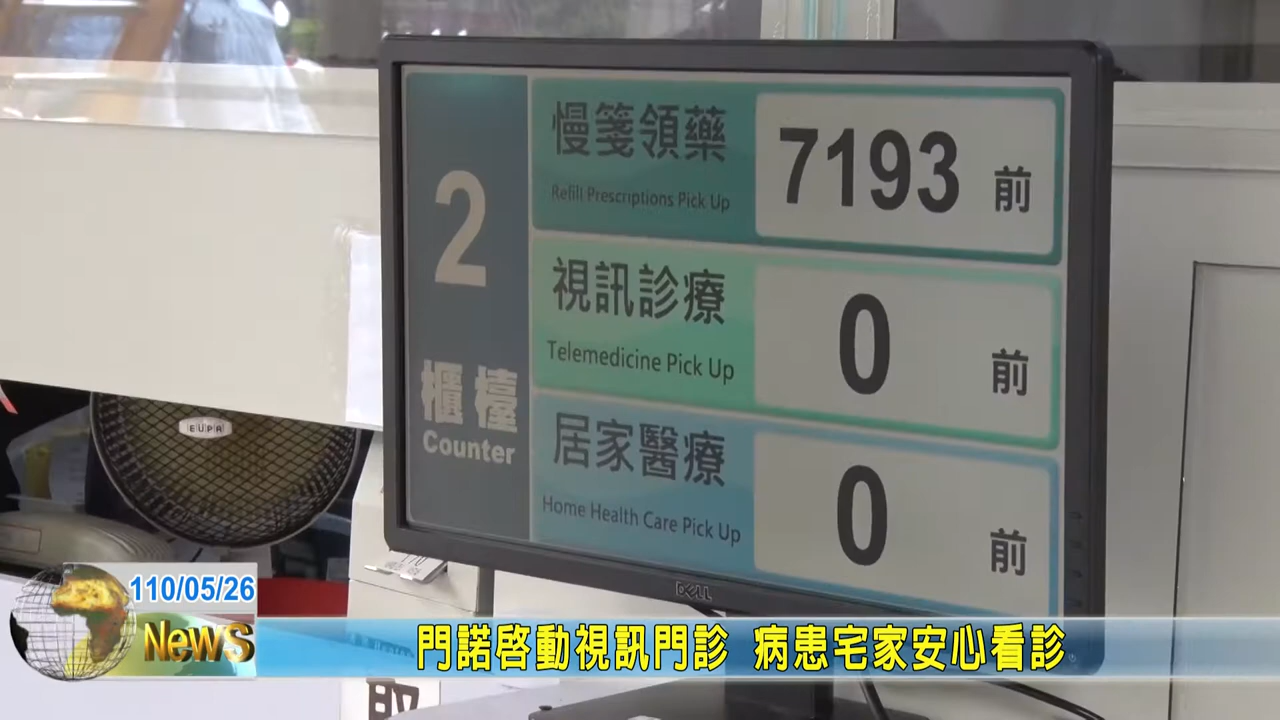 2
櫃檯
Counter
慢箋領藥
Refill Prescriptions Pick Up
7193 前
視訊診療
Telemedicine Pick Up
0 前
居家醫療
Home Health Care Pick Up
0 前
EUPA
DELL
110/05/26
NewS
門諾啓動視訊門診 病患宅家安心看診